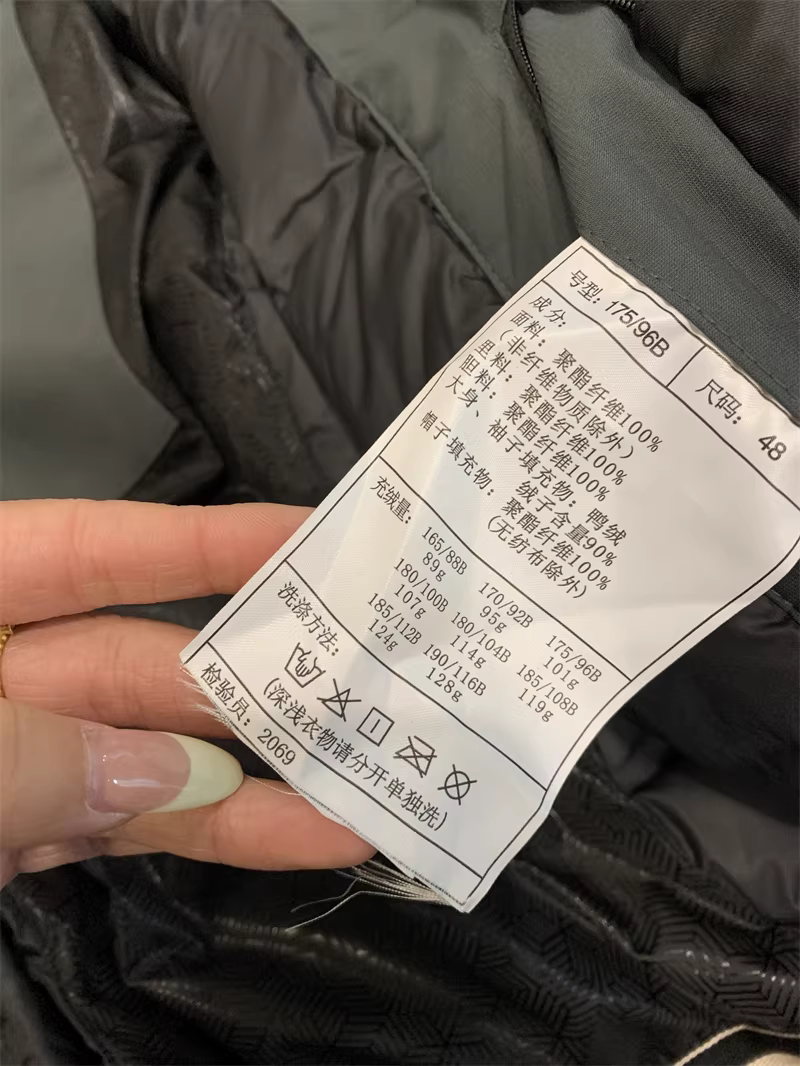 号型: 175/96B 尺码: 48
成分:
面料: 聚酯纤维100%
(非纤维物质除外)
里料: 聚酯纤维100%
阻料: 聚酯纤维100%
大身、袖子填充物: 鸭绒
绒子含量90%
帽子填充物: 聚酯纤维100%
(无纺布除外)
充绒量:
165/88B 170/92B 175/96B
89g 95g 101g
180/100B 180/104B 185/108B
107g 114g 119g
185/112B 190/116B
124g 128g
洗涤方法:
(深浅衣物请分开单独洗)
检验员: 2069